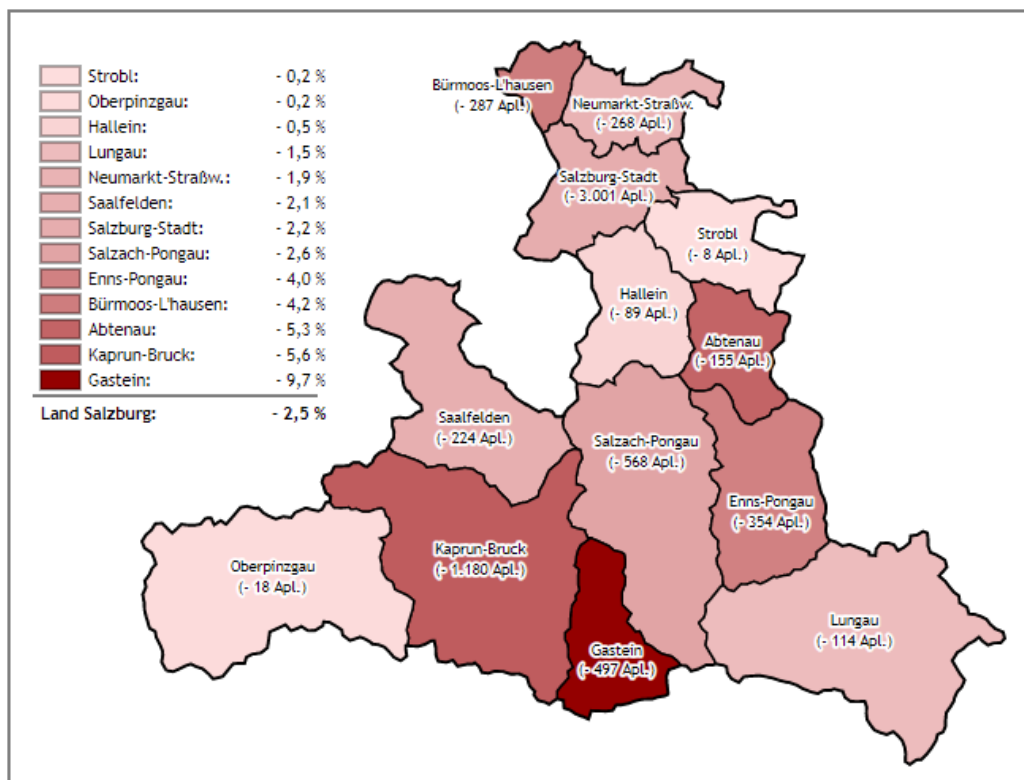 Strobl: - 0,2 %
Oberpinzgau: - 0,2 %
Hallein: - 0,5 %
Lungau: - 1,5 %
Neumarkt-Straßw.: - 1,9 %
Saalfelden: - 2,1 %
Salzburg-Stadt: - 2,2 %
Salzach-Pongau: - 2,6 %
Enns-Pongau: - 4,0 %
Bürmoos-L'hausen: - 4,2 %
Abtenau: - 5,3 %
Kaprun-Bruck: - 5,6 %
Gastein: - 9,7 %
Land Salzburg: - 2,5 %
Bürmoos-L'hausen
(- 287 Apl.)
Neumarkt-Straßw.
(- 268 Apl.)
Salzburg-Stadt
(- 3.001 Apl.)
Strobl
(- 8 Apl.)
Hallein
(- 89 Apl.)
Abtenau
(- 155 Apl.)
Saalfelden
(- 224 Apl.)
Salzach-Pongau
(- 568 Apl.)
Enns-Pongau
(- 354 Apl.)
Kaprun-Bruck
(- 1.180 Apl.)
Oberpinzgau
(- 18 Apl.)
Lungau
(- 114 Apl.)
Gastein
(- 497 Apl.)